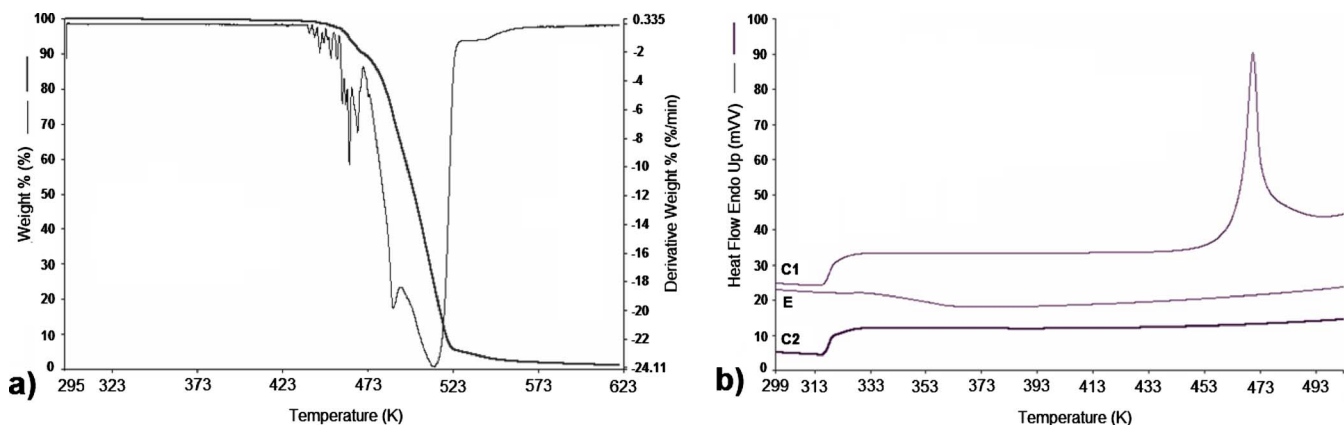 100
90
80
70
60
50
40
30
20
10
0
Weight % (%)
0.335
-2
-4
-6
-8
-10
-12
-14
-16
-18
-20
-22
-24.11
Derivative Weight % (%/min)
295 323 373 423 473 523 573 623
Temperature (K)
a)
100
90
80
70
60
50
40
30
20
10
0
Heat Flow Endo Up (mVV)
C1
E
C2
299 313 333 353 373 393 413 433 453 473 493
Temperature (K)
b)